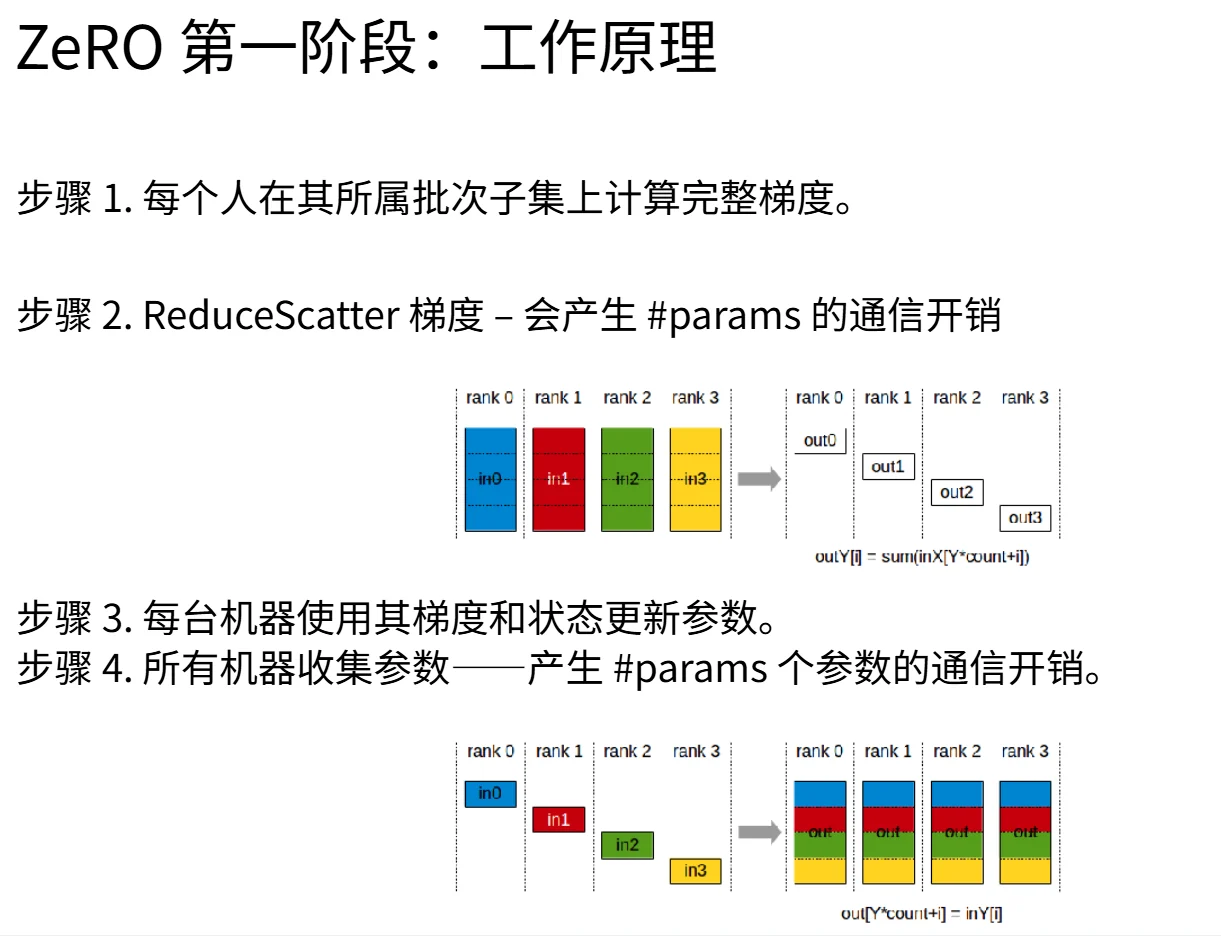 ZeRO 第一阶段：工作原理
步骤 1. 每个人在其所属批次子集上计算完整梯度。
步骤 2. ReduceScatter 梯度 – 会产生 #params 的通信开销
rank 0 rank 1 rank 2 rank 3 rank 0 rank 1 rank 2 rank 3
in0 in1 in2 in3 out0 out1 out2 out3
outY[i] = sum(inX[Y*count+i])
步骤 3. 每台机器使用其梯度和状态更新参数。
步骤 4. 所有机器收集参数——产生 #params 个参数的通信开销。
rank 0 rank 1 rank 2 rank 3 rank 0 rank 1 rank 2 rank 3
in0 in1 in2 in3 out out out out
out[Y*count+i] = inY[i]